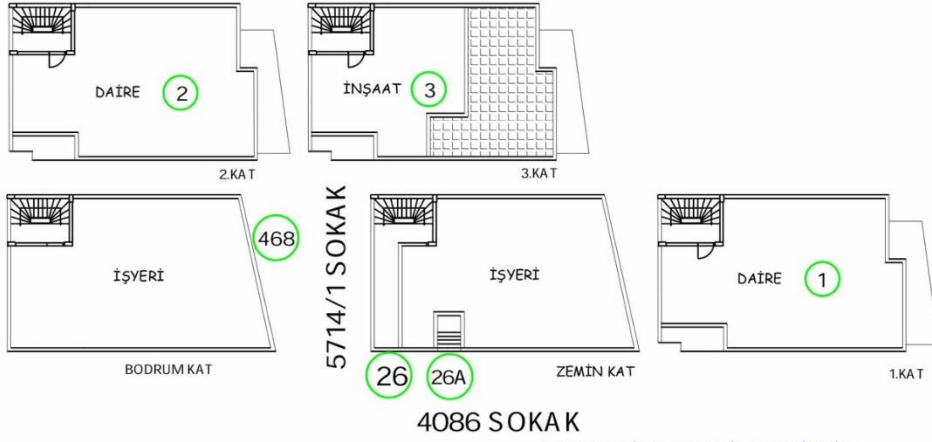 DAİRE 2
2.KAT
İNŞAAT 3
3.KAT
İŞYERİ
468
BODRUM KAT
5714/1 SOKAK
İŞYERİ
26
26A
ZEMİN KAT
DAİRE 1
1.KAT
4086 SOKAK